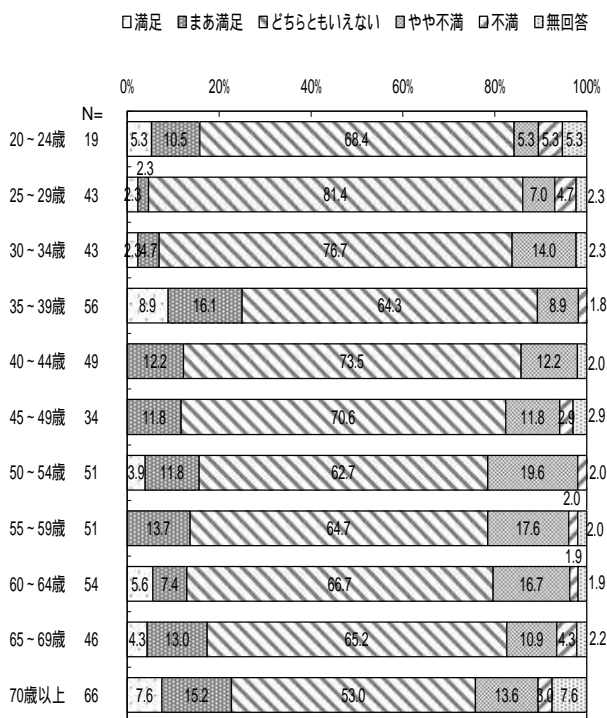 □満足 ■まあ満足 □どちらともいえない ■やや不満 □不満 □無回答
0% 20% 40% 60% 80% 100%
N=
20~24歳 19 5.3 10.5 68.4 5.3 5.3 5.3
2.3
25~29歳 43 2.3 81.4 7.0 4.7 2.3
30~34歳 43 2.3 4.7 76.7 14.0 2.3
35~39歳 56 8.9 16.1 64.3 8.9 1.8
40~44歳 49 12.2 73.5 12.2 2.0
45~49歳 34 11.8 70.6 11.8 2.9 2.9
50~54歳 51 3.9 11.8 62.7 19.6 2.0
2.0
55~59歳 51 13.7 64.7 17.6 2.0
1.9
60~64歳 54 5.6 7.4 66.7 16.7 1.9
65~69歳 46 4.3 13.0 65.2 10.9 4.3 2.2
70歳以上 66 7.6 15.2 53.0 13.6 3.0 7.6